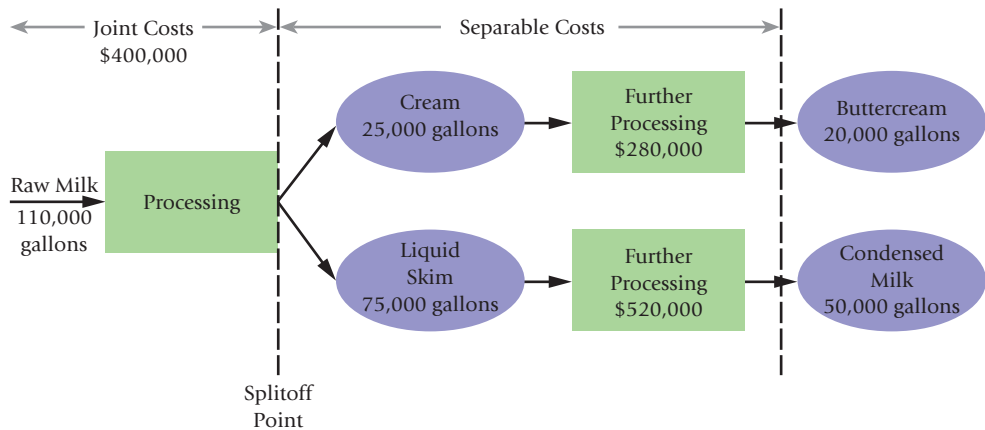 Joint Costs
$400,000
Separable Costs
Raw Milk
110,000
gallons
Processing
Cream
25,000 gallons
Further
Processing
$280,000
Buttercream
20,000 gallons
Liquid
Skim
75,000 gallons
Further
Processing
$520,000
Condensed
Milk
50,000 gallons
Splitoff
Point